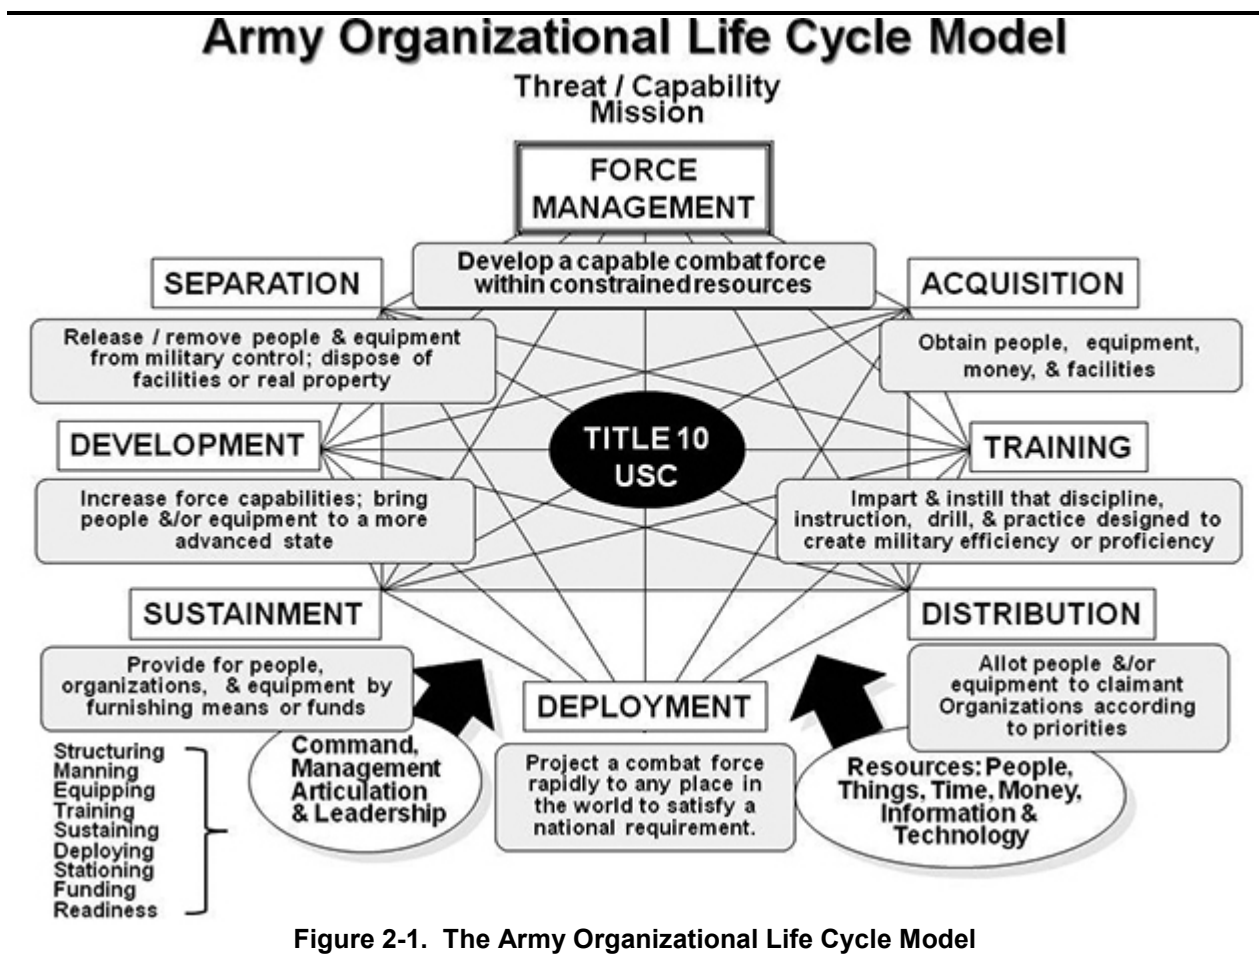 Army Organizational Life Cycle Model
Threat / Capability
Mission
FORCE
MANAGEMENT
Develop a capable combat force
within constrained resources
SEPARATION
Release / remove people & equipment
from military control; dispose of
facilities or real property
ACQUISITION
Obtain people, equipment,
money, & facilities
DEVELOPMENT
Increase force capabilities; bring
people &/or equipment to a more
advanced state
TITLE 10
USC
TRAINING
Impart & instill that discipline,
instruction, drill, & practice designed to
create military efficiency or proficiency
SUSTAINMENT
Provide for people,
organizations, & equipment by
furnishing means or funds
DISTRIBUTION
Allot people &/or
equipment to claimant
Organizations according
to priorities
DEPLOYMENT
Project a combat force
rapidly to any place in
the world to satisfy a
national requirement.
Structuring
Manning
Equipping
Training
Sustaining
Deploying
Stationing
Funding
Readiness
Command,
Management
Articulation
& Leadership
Resources: People,
Things, Time, Money,
Information &
Technology
Figure 2-1. The Army Organizational Life Cycle Model